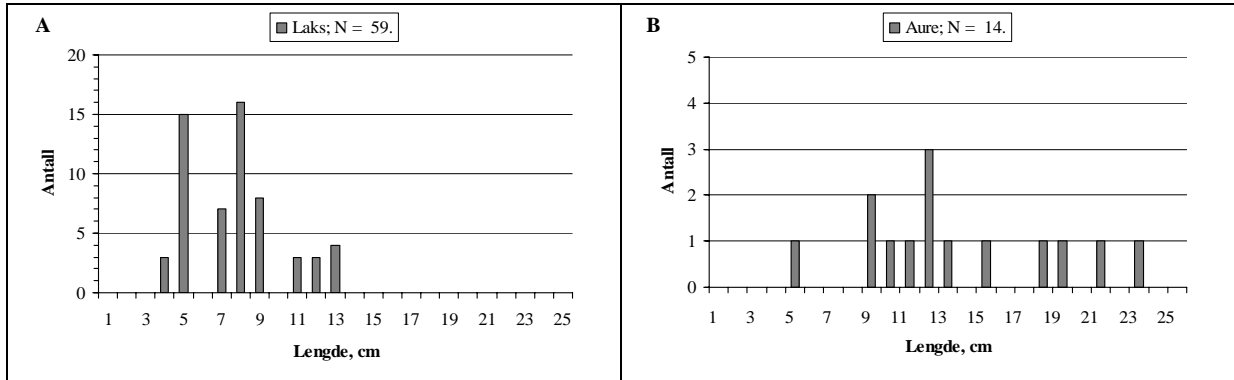 A
Laks; N = 59.
20
15
10
5
0
Antall
1 3 5 7 9 11 13 15 17 19 21 23 25
Lengde, cm
B
Aure; N = 14.
5
4
3
2
1
0
Antall
1 3 5 7 9 11 13 15 17 19 21 23 25
Lengde, cm